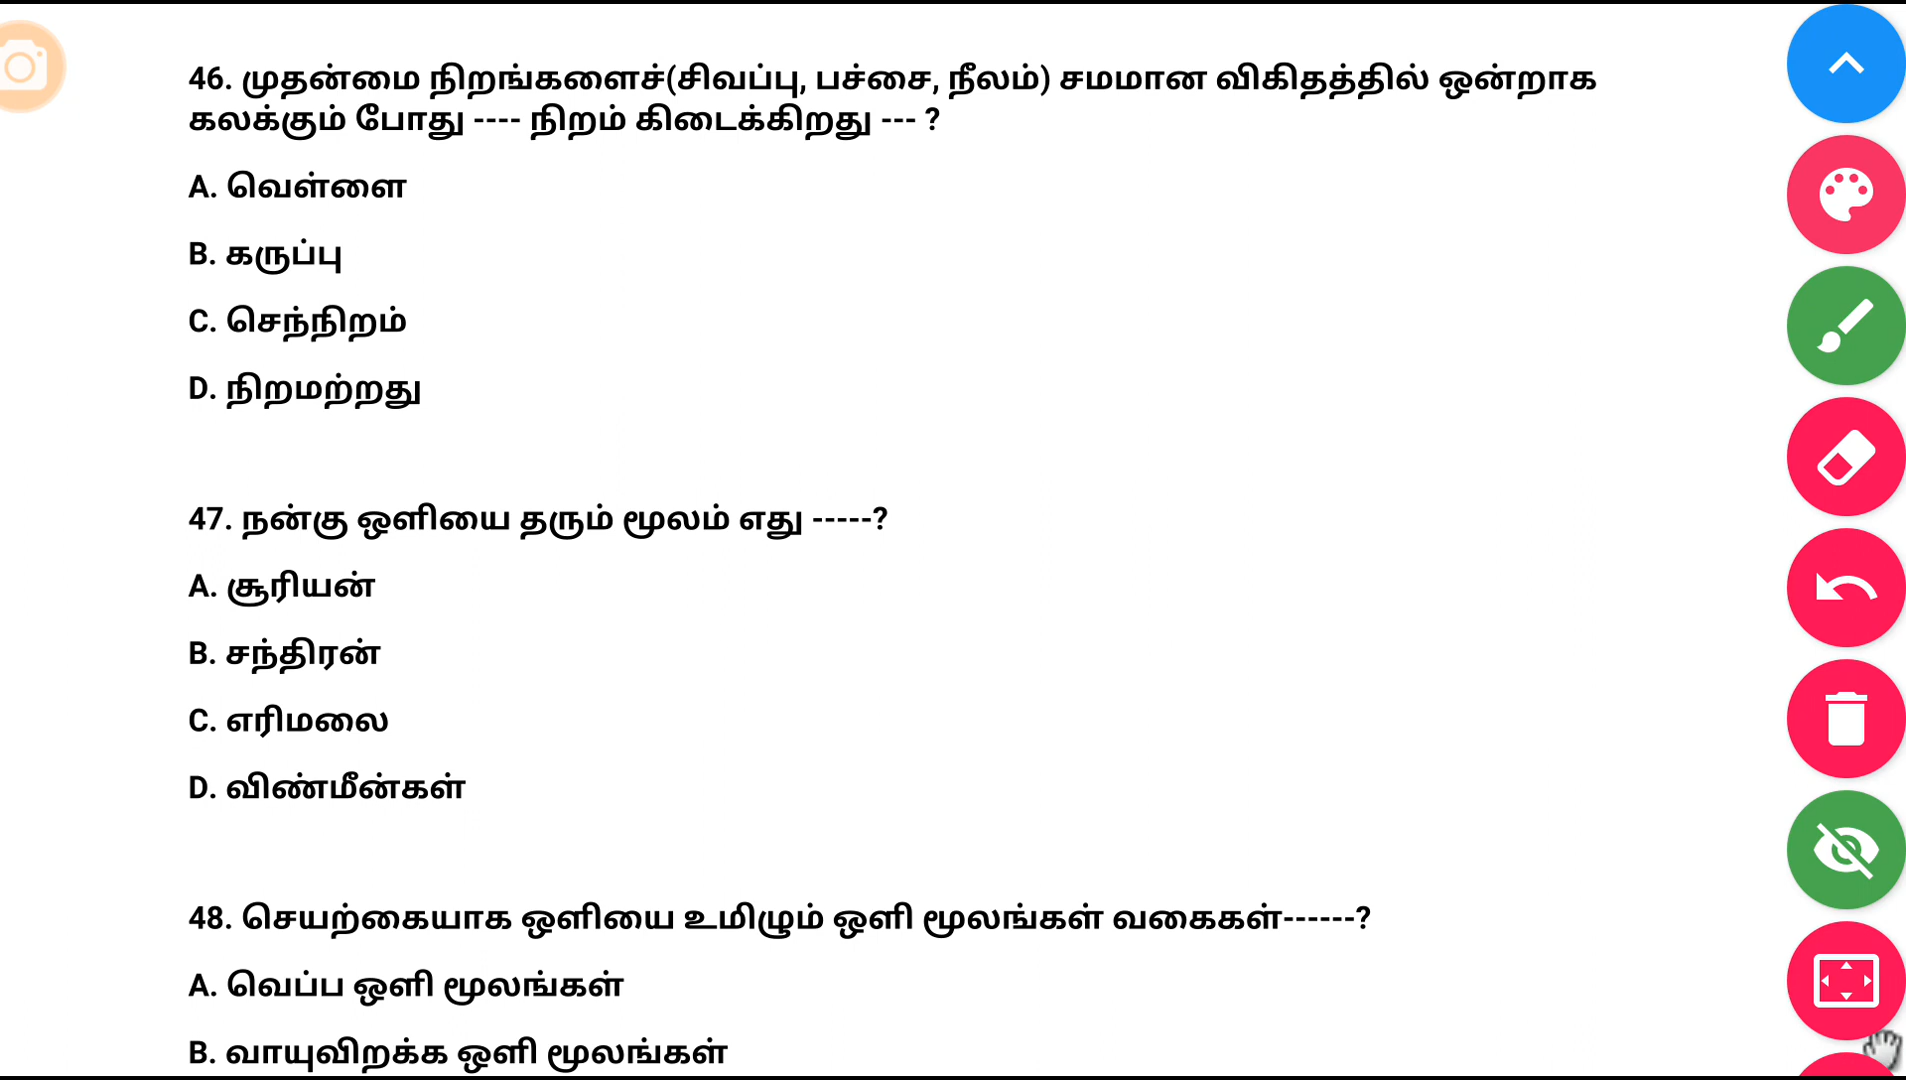 46. முதன்மை நிறங்களைச்(சிவப்பு, பச்சை, நீலம்) சமமான விகிதத்தில் ஒன்றாக
கலக்கும் போது ---- நிறம் கிடைக்கிறது --- ?
A. வெள்ளை
B. கருப்பு
C. செந்நிறம்
D. நிறமற்றது
47. நன்கு ஒளியை தரும் மூலம் எது -----?
A. சூரியன்
B. சந்திரன்
C. எரிமலை
D. விண்மீன்கள்
48. செயற்கையாக ஒளியை உமிழும் ஒளி மூலங்கள் வகைகள்------?
A. வெப்ப ஒளி மூலங்கள்
B. வாயுவிறக்க ஒளி மூலங்கள்